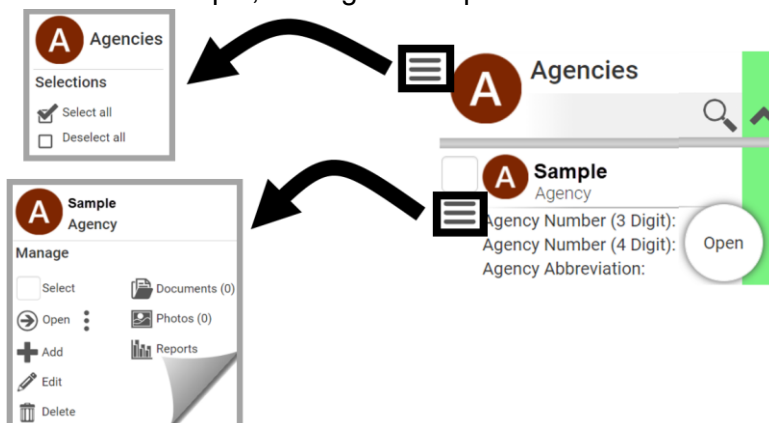 A Agencies
Selections
Select all
Deselect all
A Agencies
A Sample
Agency
Agency Number (3 Digit):
Agency Number (4 Digit):
Agency Abbreviation:
Open
A Sample
Agency
Manage
Select
Open
Add
Edit
Delete
Documents (0)
Photos (0)
Reports